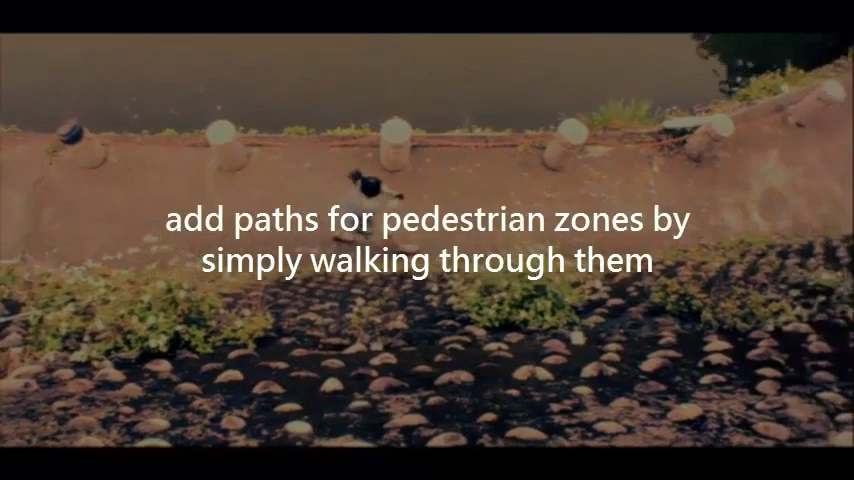 add paths for pedestrian zones by
simply walking through them